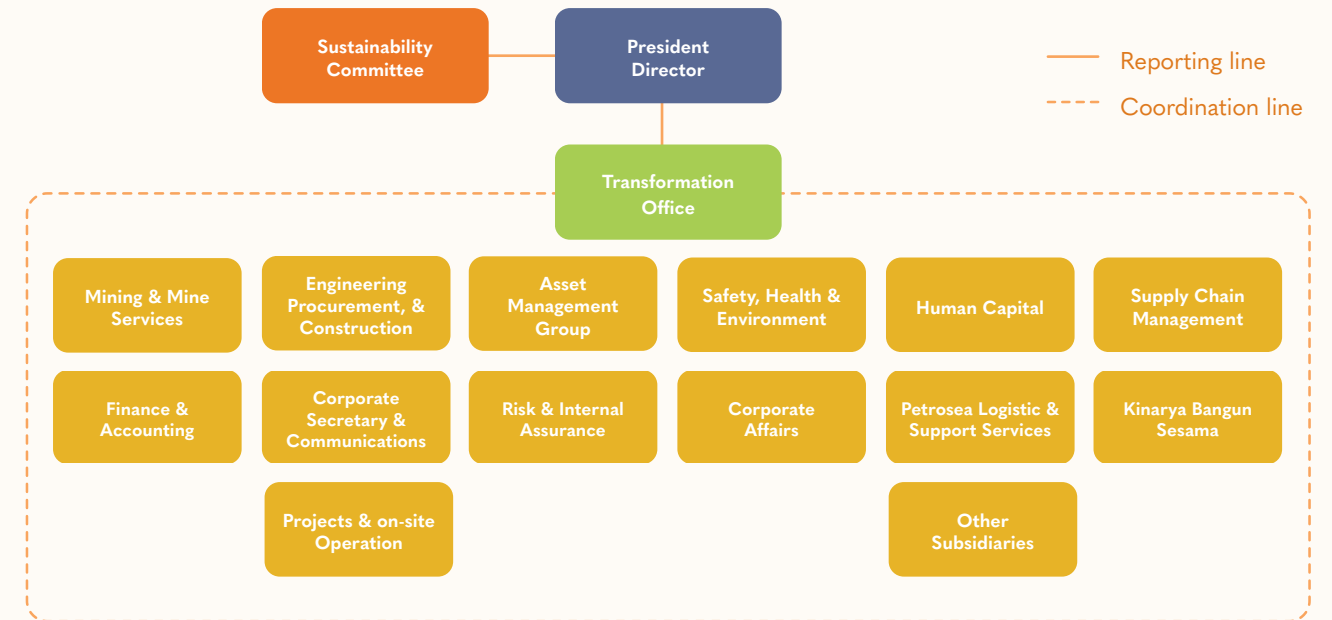 Sustainability
Committee
President
Director
Reporting line
Coordination line
Transformation
Office
Mining & Mine
Services
Engineering
Procurement, &
Construction
Asset
Management
Group
Safety, Health &
Environment
Human Capital
Supply Chain
Management
Finance &
Accounting
Corporate
Secretary &
Communications
Risk & Internal
Assurance
Corporate
Affairs
Petrosea Logistic &
Support Services
Kinarya Bangun
Sesama
Projects & on-site
Operation
Other
Subsidiaries